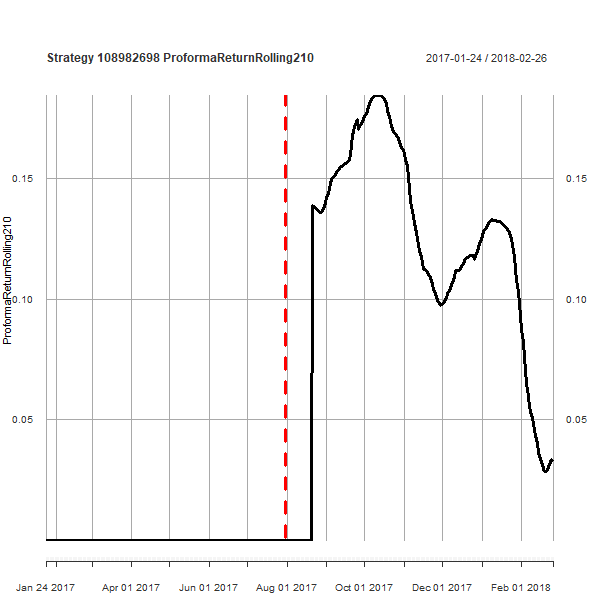 Strategy 108982698 ProformaReturnRolling210
2017-01-24 / 2018-02-26
ProformaReturnRolling210
0.15
0.10
0.05
0.15
0.10
0.05
Jan 24 2017
Apr 01 2017
Jun 01 2017
Aug 01 2017
Oct 01 2017
Dec 01 2017
Feb 01 2018